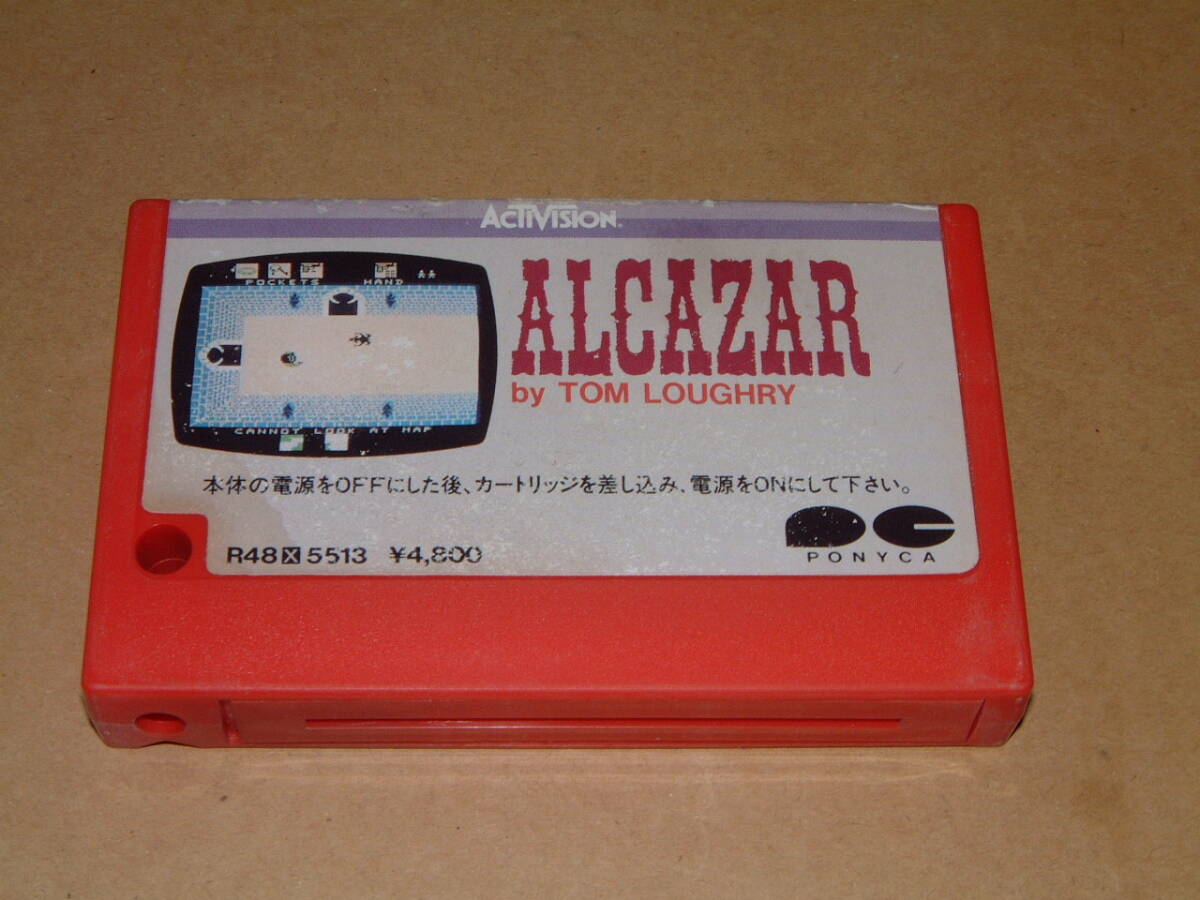 ACTIVISION.
POCKETS HAND
ALCAZAR
by TOM LOUGHRY
CANNOT LOOK AT MAP
本体の電源をOFFにした後、カートリッジを差し込み、電源をONにして下さい。
R48X5513 ¥4,800
PONYCA